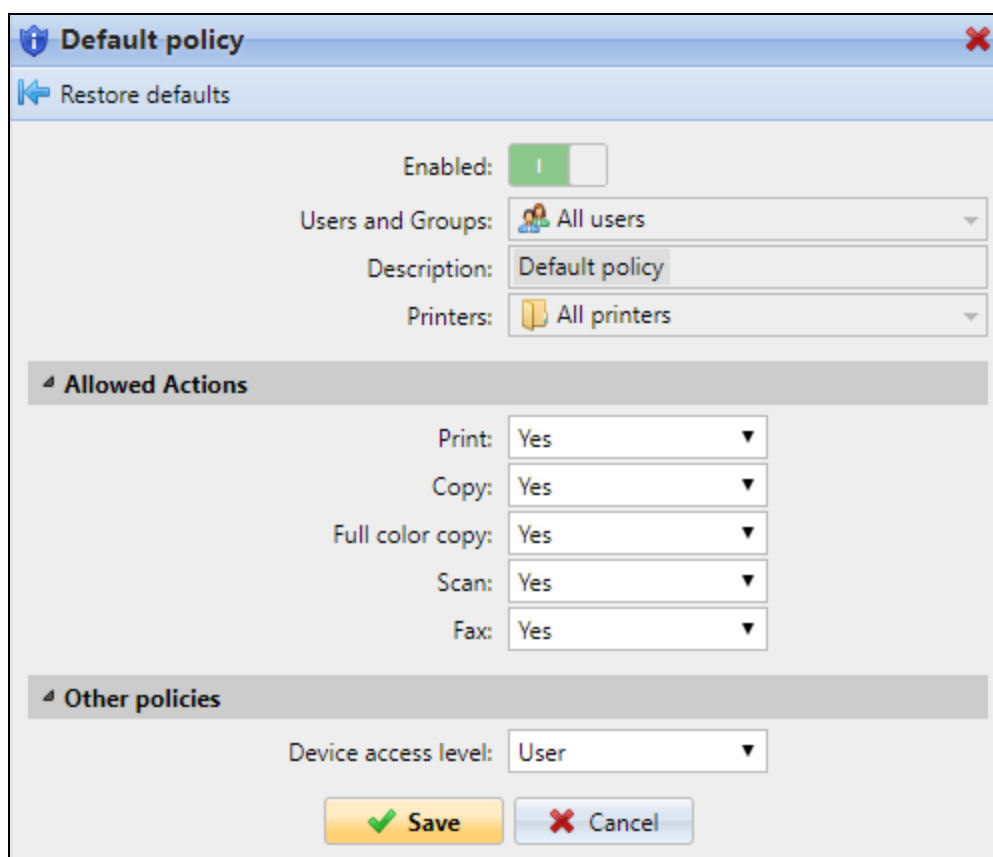 Default policy
Restore defaults
Enabled:
Users and Groups: All users
Description: Default policy
Printers: All printers
Allowed Actions
Print: Yes
Copy: Yes
Full color copy: Yes
Scan: Yes
Fax: Yes
Other policies
Device access level: User
Save Cancel